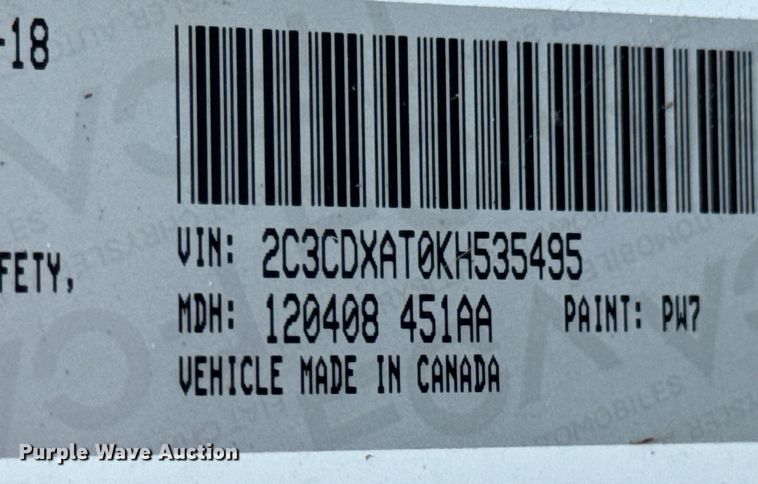 -18
VIN: 2C3CDXAT0KH535495
FETY,
MDH: 120408 451AA PAINT: PW7
VEHICLE MADE IN CANADA
Purple Wave Auction